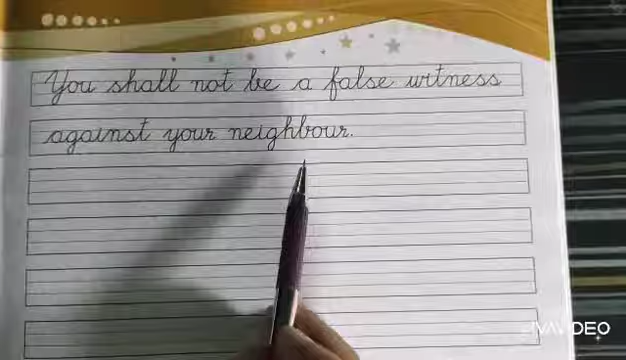 You shall not be a false witness
against your neighbour.